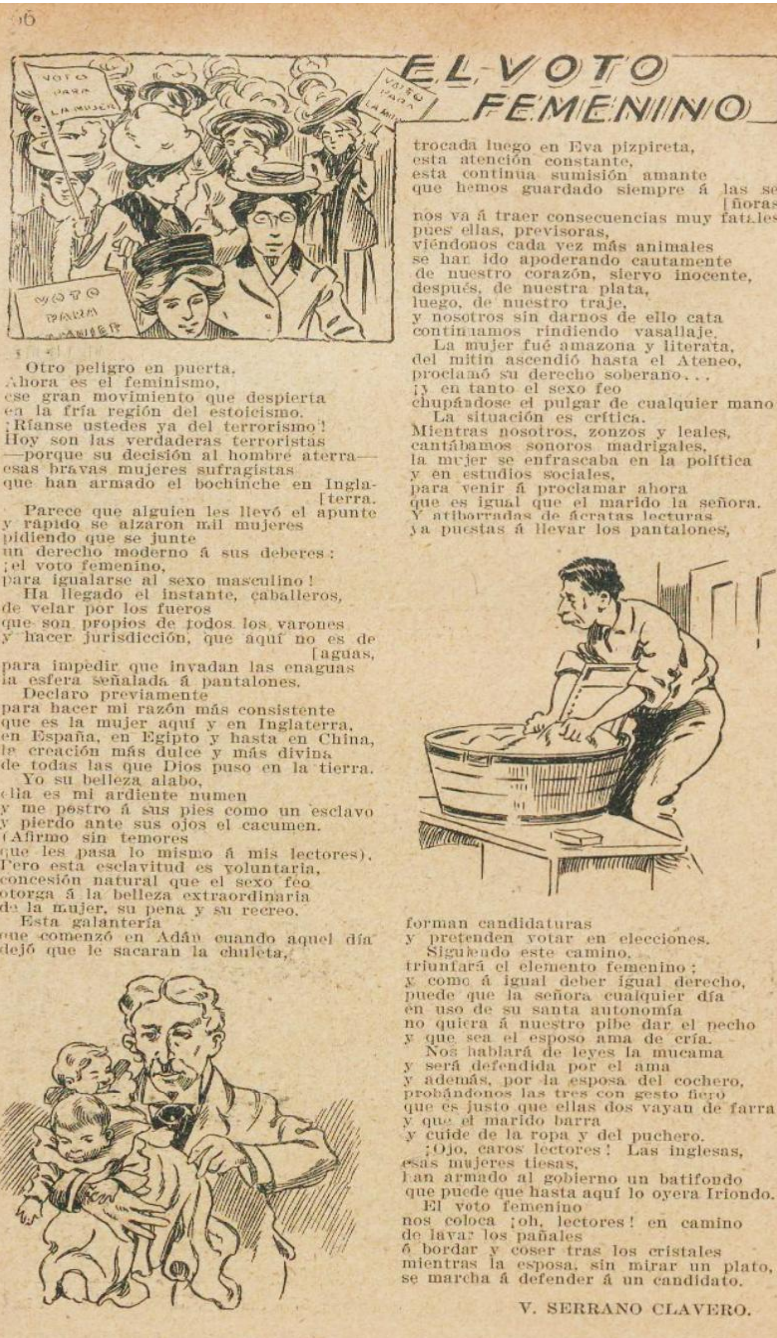 56
VOTO
PARA
LA MUJER
VOTO
PARA
LA MU
VOTO
PARA
LA MUJER
EL VOTO
FEMENINO
Otro peligro en puerta.
Ahora es el feminismo,
ese gran movimiento que despierta
en la fría región del estoicismo.
¡Ríanse ustedes ya del terrorismo!
Hoy son las verdaderas terroristas
—porque su decisión al hombre aterra—
esas bravas mujeres sufragistas
que han armado el bochinche en Ingla-
[terra.
Parece que alguien les llevó el apunte
y rápido se alzaron mil mujeres
pidiendo que se junte
un derecho moderno á sus deberes:
¡el voto femenino,
para igualarse al sexo masculino!
Ha llegado el instante, caballeros,
de velar por los fueros
que son propios de todos los varones
y hacer jurisdicción, que aquí no es de
[aguas,
para impedir que invadan las enaguas
la esfera señalada á pantalones.
Declaro previamente
para hacer mi razón más consistente
que es la mujer aquí y en Inglaterra,
en España, en Egipto y hasta en China,
la creación más dulce y más divina
de todas las que Dios puso en la tierra.
Yo su belleza alabo,
ella es mi ardiente numen
y me postro á sus pies como un esclavo
y pierdo ante sus ojos el cacumen.
(Afirmo sin temores
que les pasa lo mismo á mis lectores).
Pero esta esclavitud es voluntaria,
concesión natural que el sexo feo
otorga á la belleza extraordinaria
de la mujer, su pena y su recreo.
Esta galantería
que comenzó en Adán cuando aquel día
dejó que le sacaran la chuleta,
trocada luego en Eva pizpireta,
esta atención constante,
esta continua sumisión amante
que hemos guardado siempre á las se
[ñoras
nos va á traer consecuencias muy fatales
pues ellas, previsoras,
viéndonos cada vez más animales
se han ido apoderando cautamente
de nuestro corazón, siervo inocente,
después, de nuestra plata,
luego, de nuestro traje,
y nosotros sin darnos de ello cata
continuamos rindiendo vasallaje.
La mujer fué amazona y literata,
del mitin ascendió hasta el Ateneo,
proclamó su derecho soberano...
¡y en tanto el sexo feo
chupándose el pulgar de cualquier mano
La situación es crítica.
Mientras nosotros, zonzos y leales,
cantábamos sonoros madrigales,
la mujer se enfrascaba en la política
y en estudios sociales,
para venir á proclamar ahora
que es igual que el marido la señora.
Y atiborradas de ácratas lecturas
ya puestas á llevar los pantalones,
forman candidaturas
y pretenden votar en elecciones.
Siguiendo este camino,
triunfará el elemento femenino;
y como á igual deber igual derecho,
puede que la señora cualquier día
en uso de su santa autonomía
no quiera á nuestro pibe dar el pecho
y que sea el esposo ama de cría.
Nos hablará de leyes la mucama
y será defendida por el ama
y además, por la esposa del cochero,
probándonos las tres con gesto fiero
que es justo que ellas dos vayan de farra
y que el marido barra
y cuide de la ropa y del puchero.
¡Ojo, caros lectores! Las inglesas,
esas mujeres tiesas,
han armado al gobierno un batifondo
que puede que hasta aquí lo oyera Iriondo.
El voto femenino
nos coloca ¡oh, lectores! en camino
de lavar los pañales
ó bordar y coser tras los cristales
mientras la esposa, sin mirar un plato,
se marcha á defender á un candidato.
V. SERRANO CLAVERO.